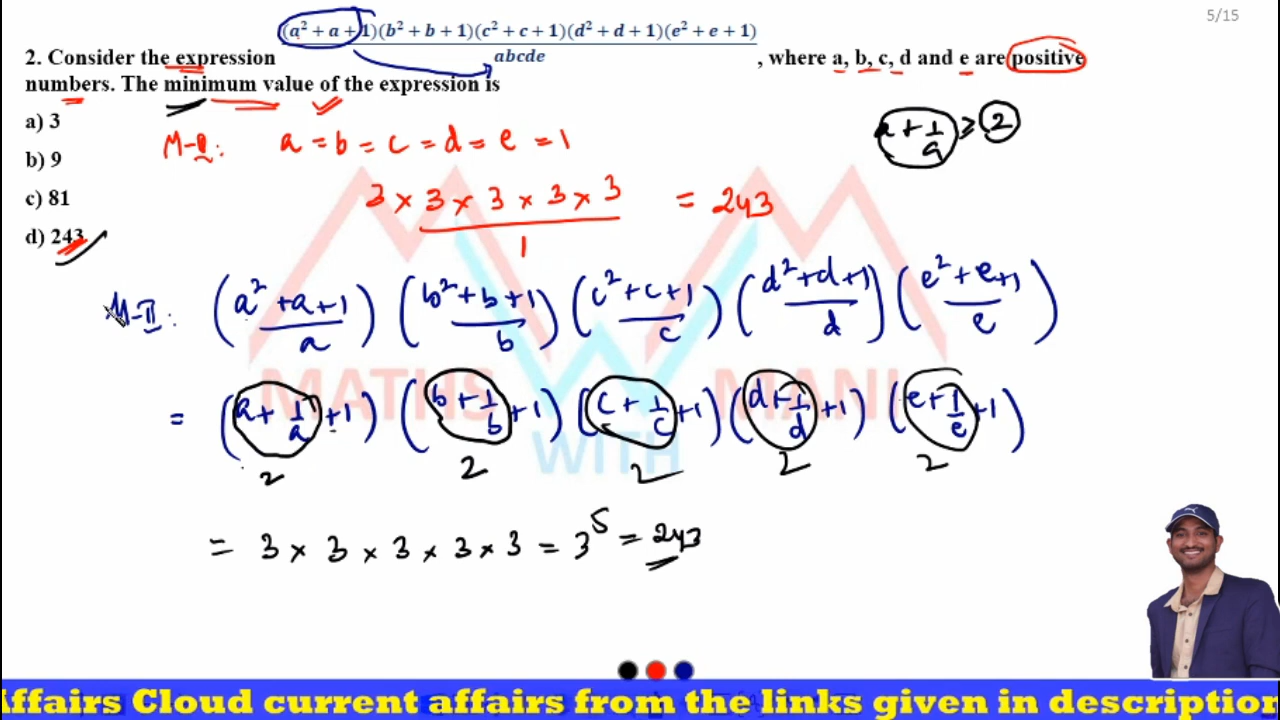 5/15
(a² + a + 1)(b² + b + 1)(c² + c + 1)(d² + d + 1)(e² + e + 1)
2. Consider the expression abcde , where a, b, c, d and e are positive
numbers. The minimum value of the expression is
a) 3
b) 9
c) 81
d) 243
a + 1/a ≥ 2
a = b = c = d = e = 1
3 × 3 × 3 × 3 × 3 = 243
1
M-II: (a² + a + 1 / a) (b² + b + 1 / b) (c² + c + 1 / c) (d² + d + 1 / d) (e² + e + 1 / e)
= (a + 1/a + 1) (b + 1/b + 1) (c + 1/c + 1) (d + 1/d + 1) (e + 1/e + 1)
2 2 2 2 2
= 3 × 3 × 3 × 3 × 3 = 3⁵ = 243
MATHS MANI
WITH
Affairs Cloud current affairs from the links given in description